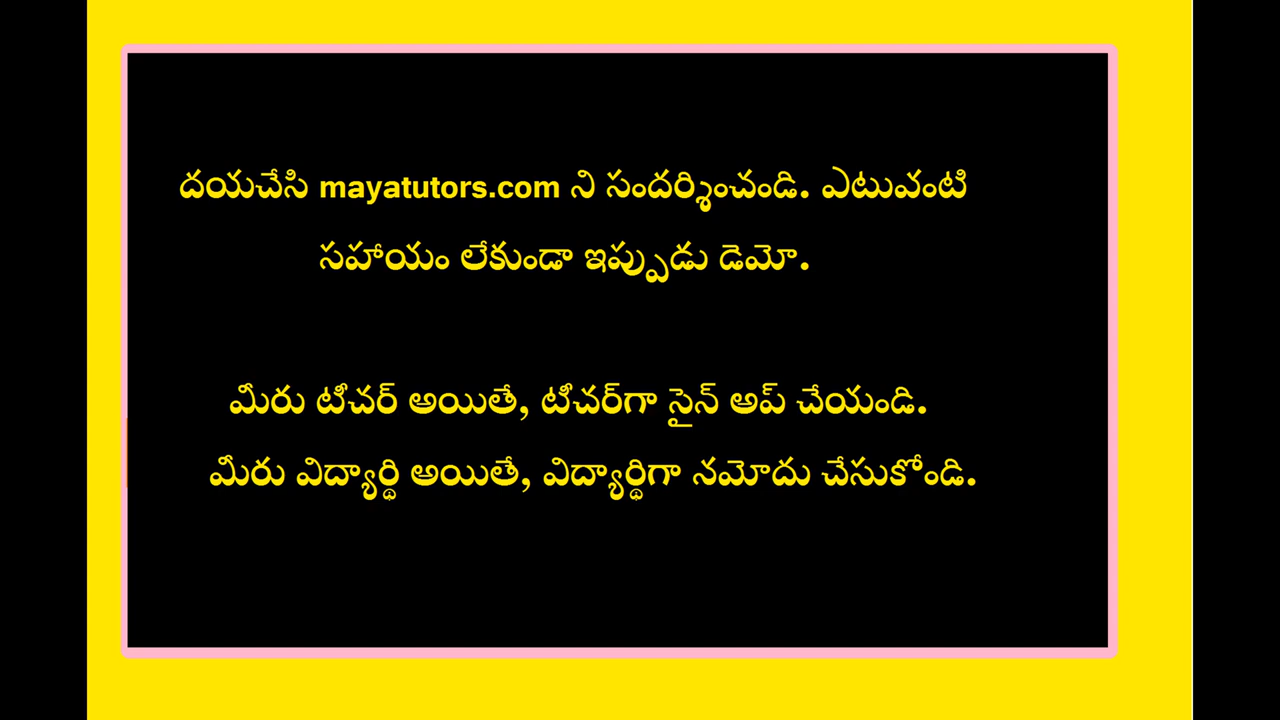 దయచేసి mayatutors.com ని సందర్శించండి. ఎటువంటి
సహాయం లేకుండా ఇప్పుడు డెమో.
మీరు టీచర్ అయితే, టీచర్‌గా సైన్ అప్ చేయండి.
మీరు విద్యార్థి అయితే, విద్యార్థిగా నమోదు చేసుకోండి.